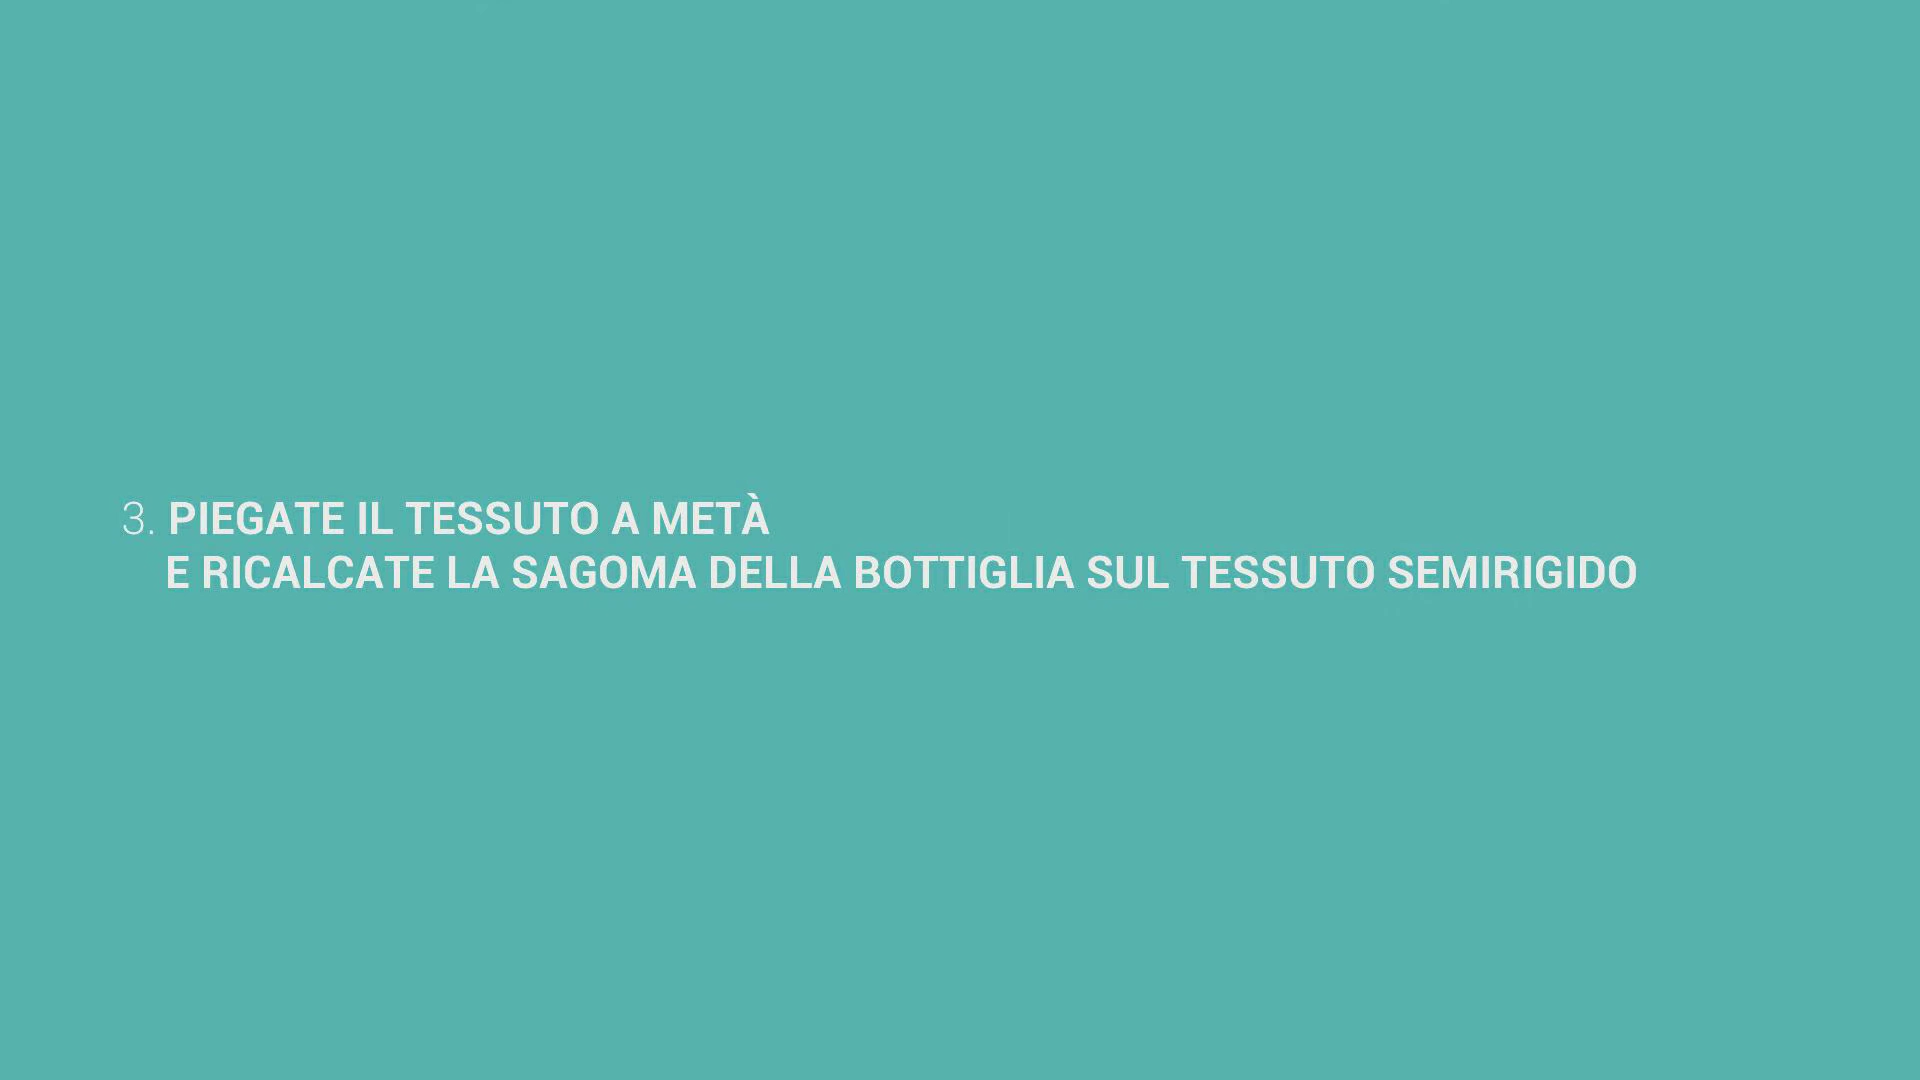 3. PIEGATE IL TESSUTO A METÀ
E RICALCATE LA SAGOMA DELLA BOTTIGLIA SUL TESSUTO SEMIRIGIDO